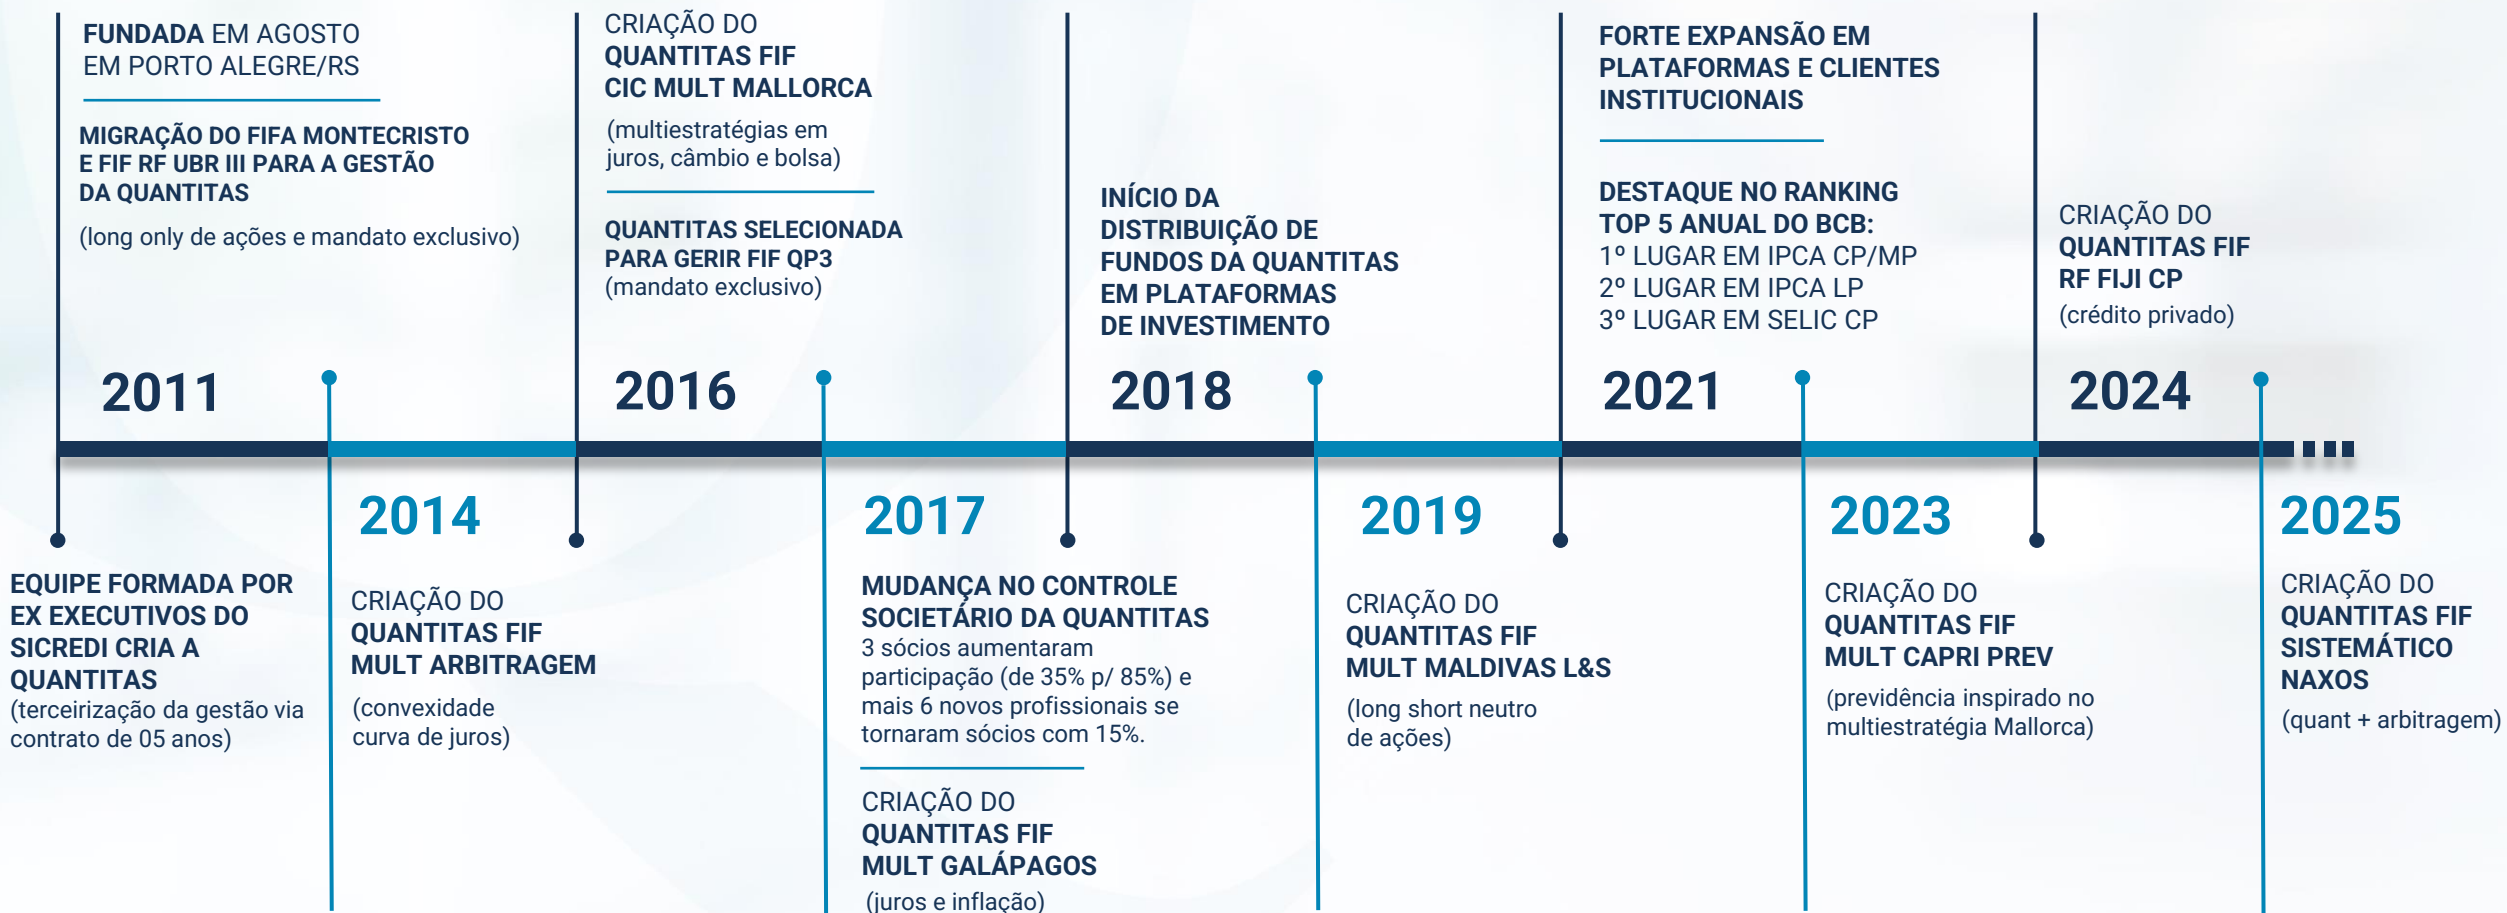 FUNDADA EM AGOSTO
EM PORTO ALEGRE/RS
MIGRAÇÃO DO FIFA MONTECRISTO
E FIF RF UBR III PARA A GESTÃO
DA QUANTITAS
(long only de ações e mandato exclusivo)
2011
EQUIPE FORMADA POR
EX EXECUTIVOS DO
SICREDI CRIA A
QUANTITAS
(terceirização da gestão via
contrato de 05 anos)
2014
CRIAÇÃO DO
QUANTITAS FIF
MULT ARBITRAGEM
(convexidade
curva de juros)
CRIAÇÃO DO
QUANTITAS FIF
CIC MULT MALLORCA
(multiestratégias em
juros, câmbio e bolsa)
QUANTITAS SELECIONADA
PARA GERIR FIF QP3
(mandato exclusivo)
2016
2017
MUDANÇA NO CONTROLE
SOCIETÁRIO DA QUANTITAS
3 sócios aumentaram
participação (de 35% p/ 85%) e
mais 6 novos profissionais se
tornaram sócios com 15%.
CRIAÇÃO DO
QUANTITAS FIF
MULT GALÁPAGOS
(juros e inflação)
INÍCIO DA
DISTRIBUIÇÃO DE
FUNDOS DA QUANTITAS
EM PLATAFORMAS
DE INVESTIMENTO
2018
2019
CRIAÇÃO DO
QUANTITAS FIF
MULT MALDIVAS L&S
(long short neutro
de ações)
FORTE EXPANSÃO EM
PLATAFORMAS E CLIENTES
INSTITUCIONAIS
DESTAQUE NO RANKING
TOP 5 ANUAL DO BCB:
1º LUGAR EM IPCA CP/MP
2º LUGAR EM IPCA LP
3º LUGAR EM SELIC CP
2021
2023
CRIAÇÃO DO
QUANTITAS FIF
MULT CAPRI PREV
(previdência inspirado no
multiestratégia Mallorca)
CRIAÇÃO DO
QUANTITAS FIF
RF FIJI CP
(crédito privado)
2024
2025
CRIAÇÃO DO
QUANTITAS FIF
SISTEMÁTICO
NAXOS
(quant + arbitragem)